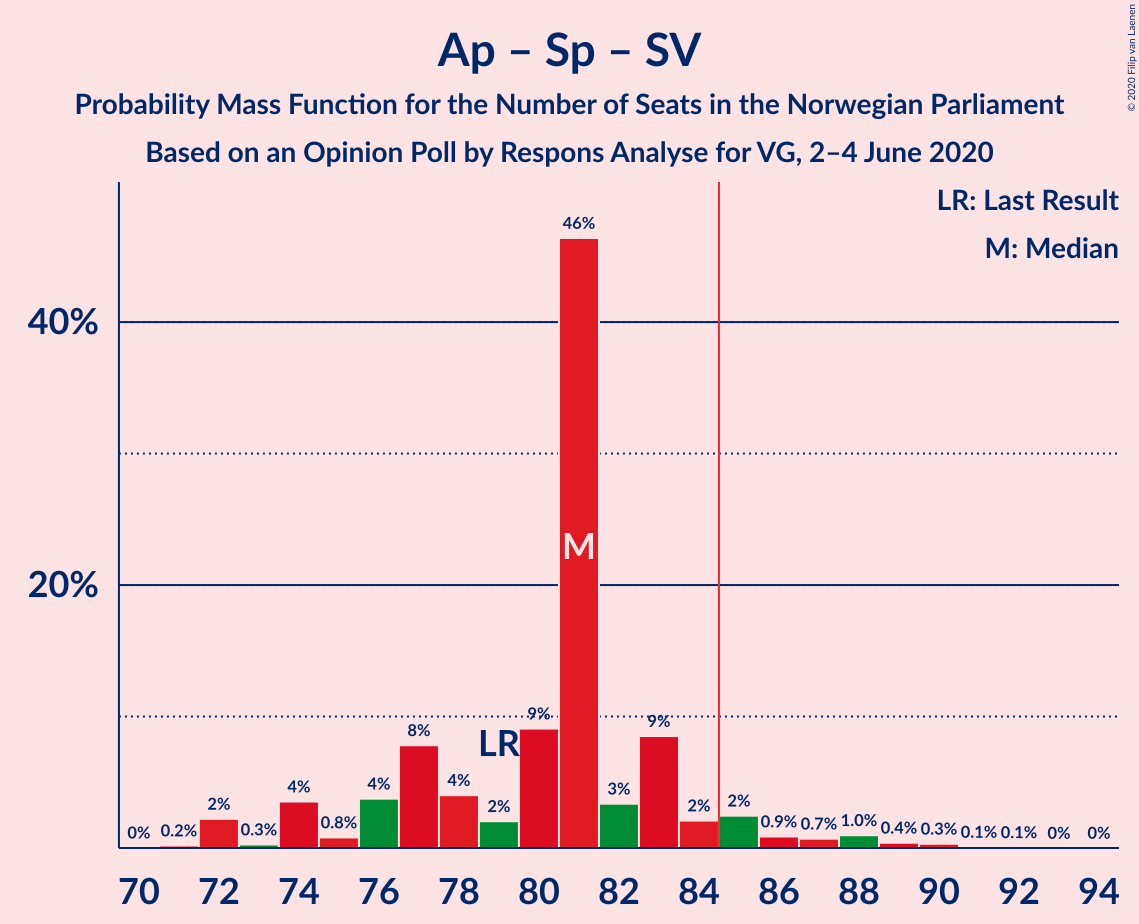 Ap – Sp – SV
Probability Mass Function for the Number of Seats in the Norwegian Parliament
Based on an Opinion Poll by Respons Analyse for VG, 2–4 June 2020
© 2020 Filip van Laenen
LR: Last Result
M: Median
40%
20%
0% 0.2% 2% 0.3% 4% 0.8% 4% 8% 4% 2% 9% 46% 3% 9% 2% 2% 0.9% 0.7% 1.0% 0.4% 0.3% 0.1% 0.1% 0% 0%
LR
M
70 72 74 76 78 80 82 84 86 88 90 92 94